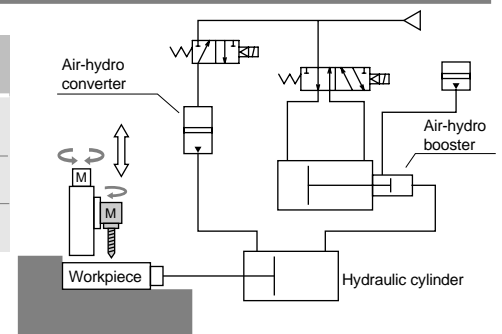 Air-hydro
converter
Air-hydro
booster
M
M
Workpiece
Hydraulic cylinder